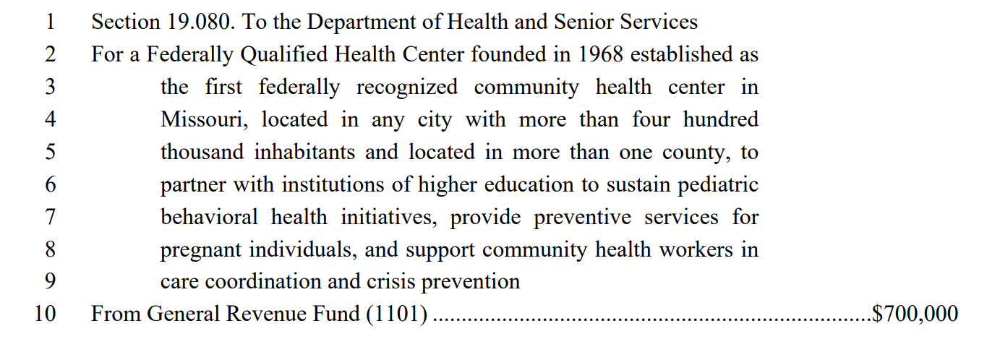 1 Section 19.080. To the Department of Health and Senior Services
2 For a Federally Qualified Health Center founded in 1968 established as
3 the first federally recognized community health center in
4 Missouri, located in any city with more than four hundred
5 thousand inhabitants and located in more than one county, to
6 partner with institutions of higher education to sustain pediatric
7 behavioral health initiatives, provide preventive services for
8 pregnant individuals, and support community health workers in
9 care coordination and crisis prevention
10 From General Revenue Fund (1101) ..............................................................................$700,000